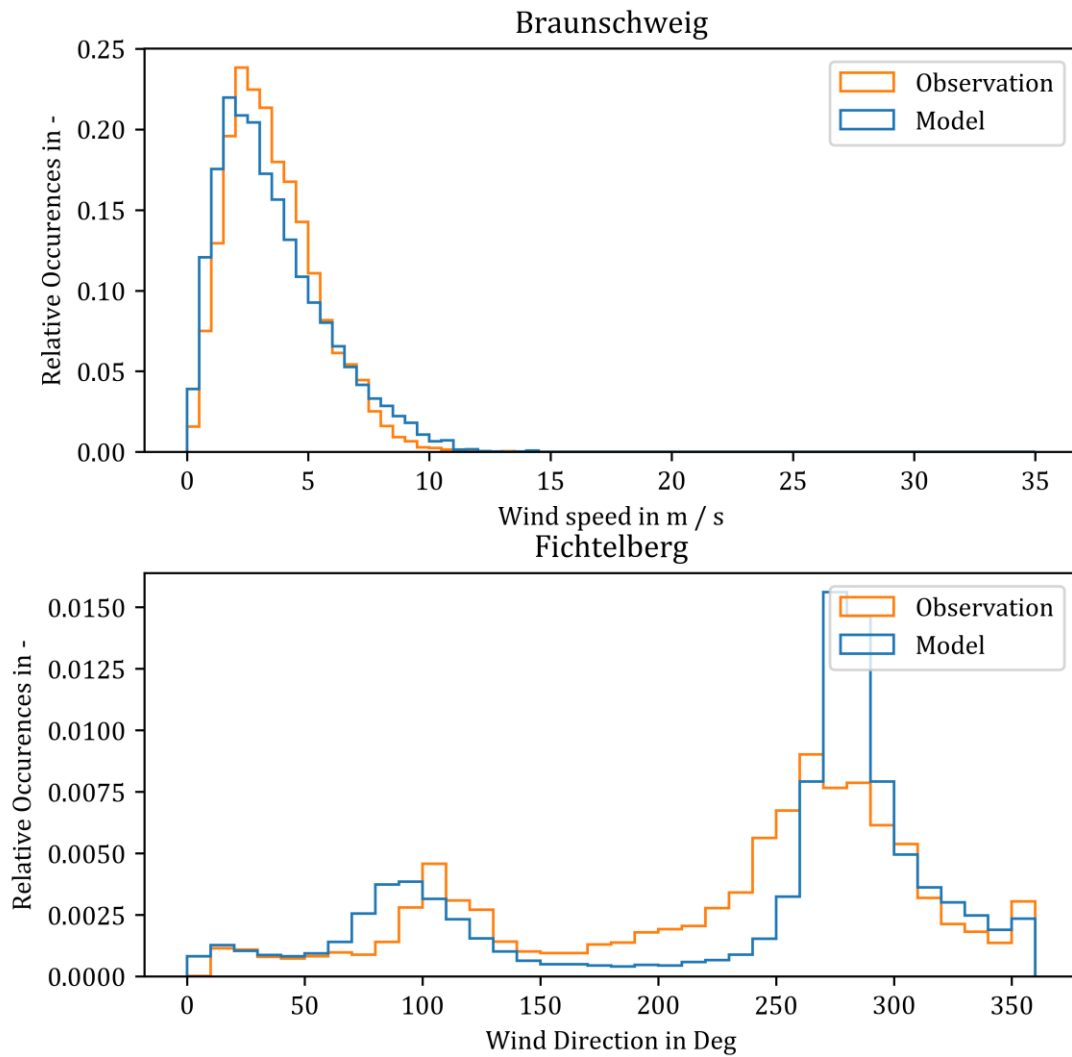 Braunschweig
0.25
0.20
0.15
0.10
0.05
0.00
Relative Occurences in -
Observation
Model
0 5 10 15 20 25 30 35
Wind speed in m / s
Fichtelberg
0.0150
0.0125
0.0100
0.0075
0.0050
0.0025
0.0000
Relative Occurences in -
Observation
Model
0 50 100 150 200 250 300 350
Wind Direction in Deg